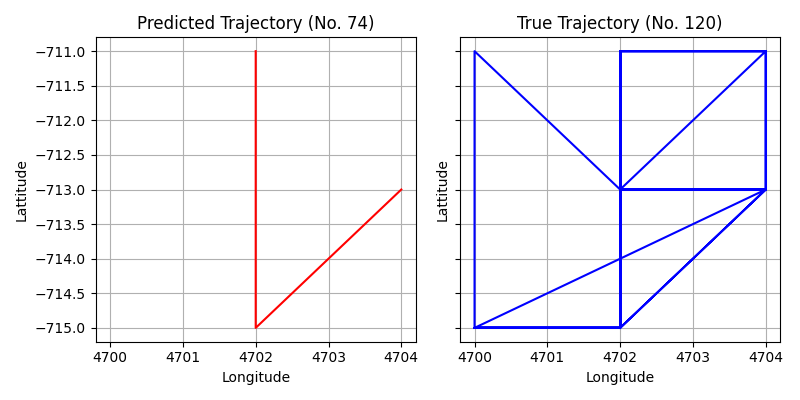 Predicted Trajectory (No. 74)
True Trajectory (No. 120)
−711.0
−711.5
−712.0
−712.5
−713.0
−713.5
−714.0
−714.5
−715.0
Lattitude
Lattitude
4700 4701 4702 4703 4704
4700 4701 4702 4703 4704
Longitude
Longitude